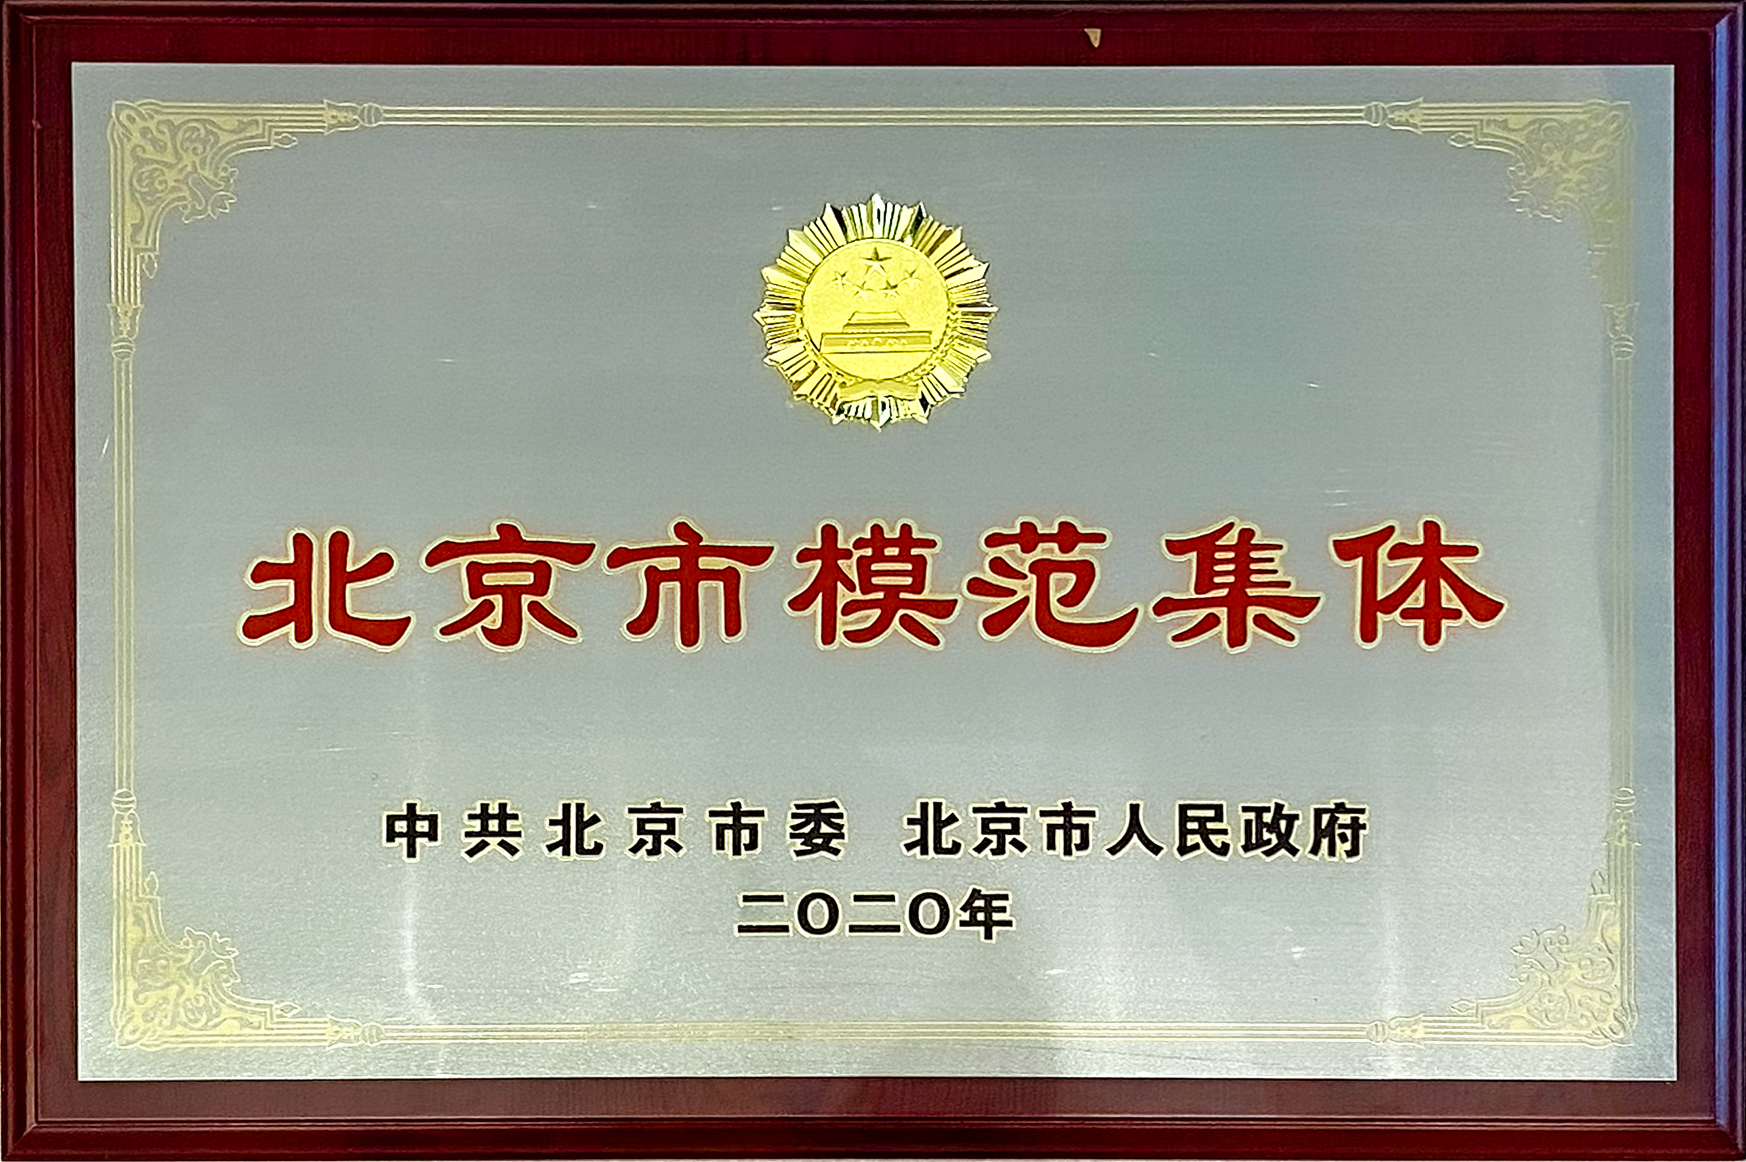 北京市模范集体
中共北京市委 北京市人民政府
二〇二〇年